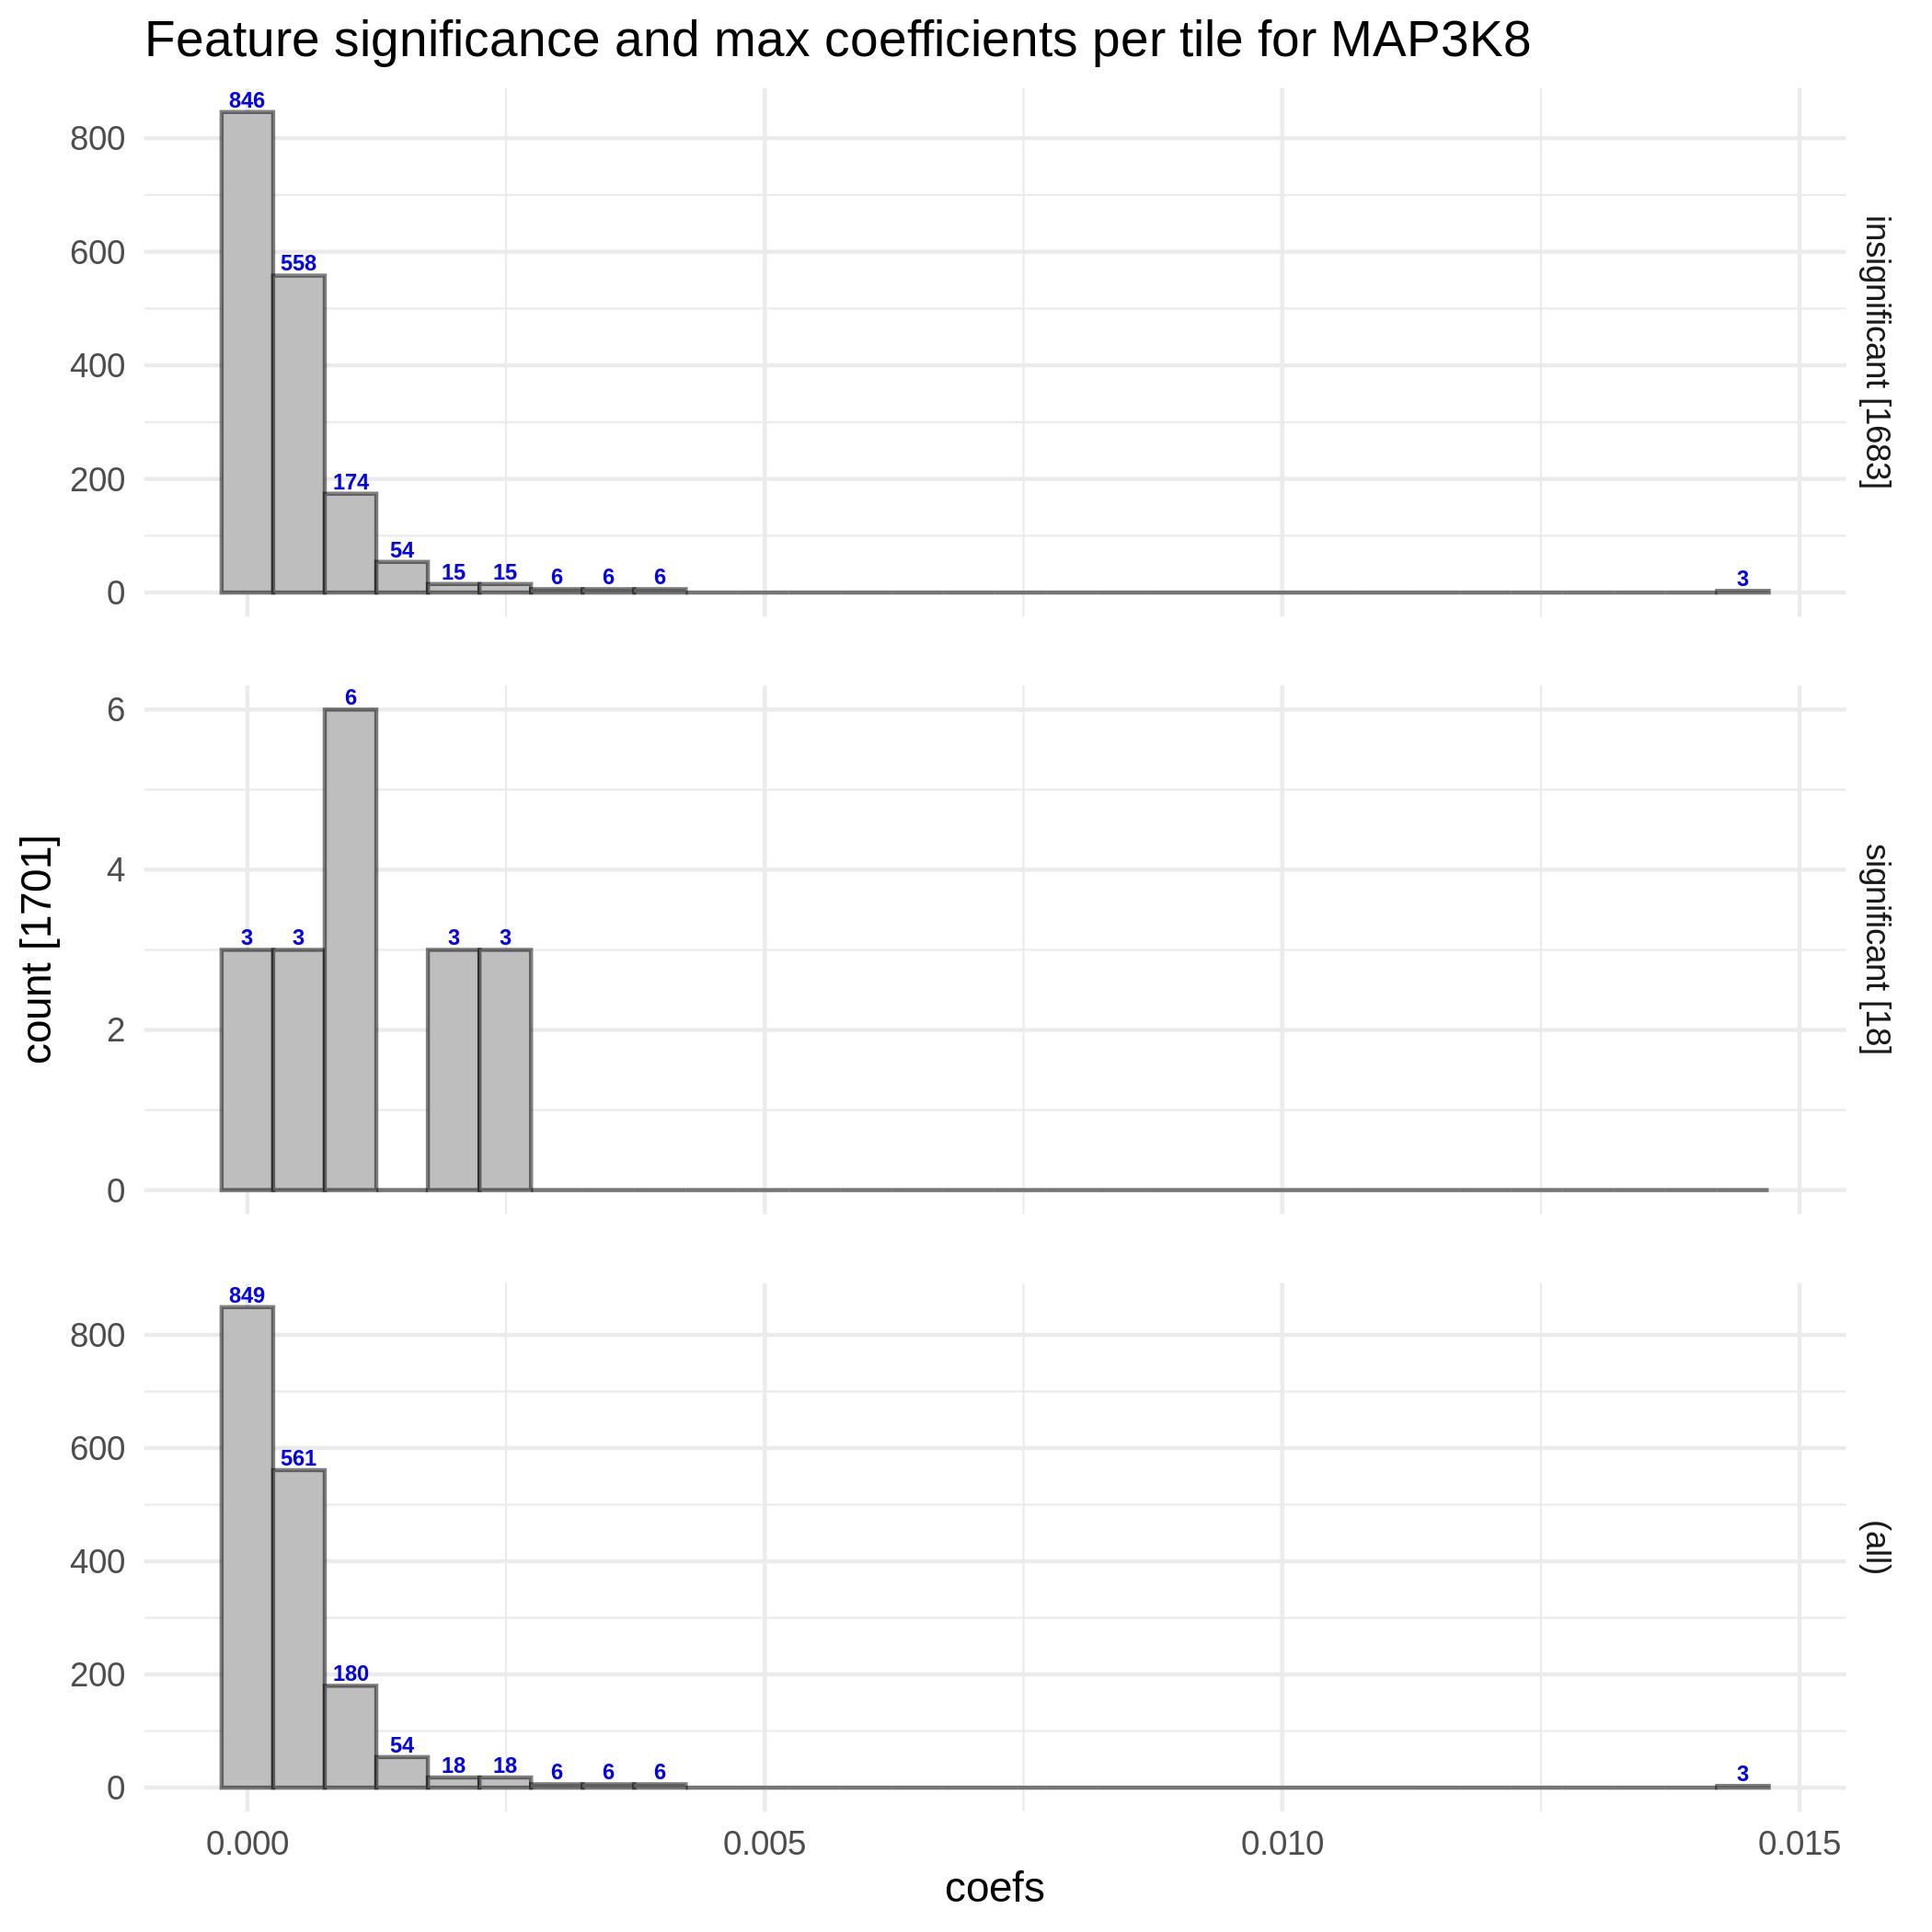 Feature significance and max coefficients per tile for MAP3K8
846
800
600
558
400
200
174
54
15 15 6 6 6 3
0
insignificant [1683]
6
6
4
3 3 3 3
2
0
significant [18]
count [1701]
849
800
600
561
400
200
180
54
18 18 6 6 6 3
0
(all)
0.000 0.005 0.010 0.015
coefs